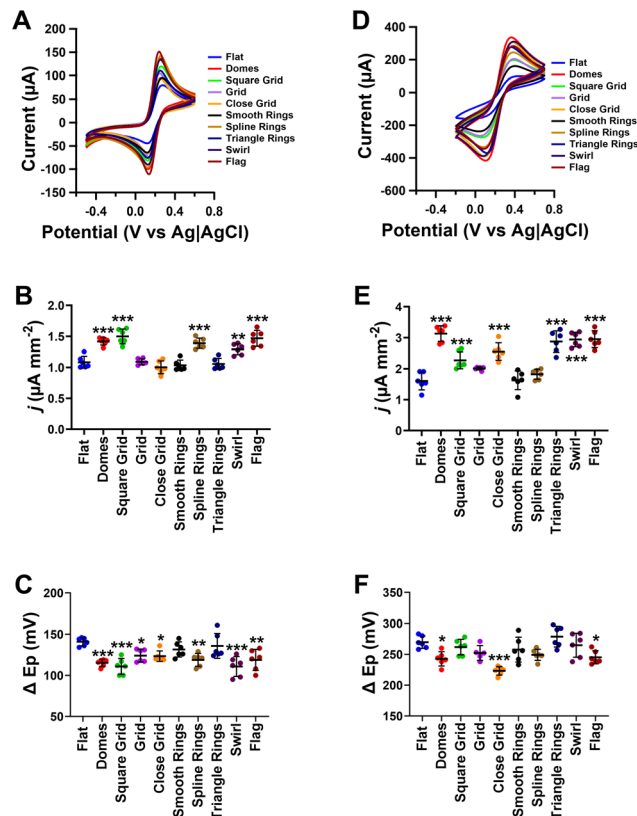 A
Current (µA)
150
100
50
0
-50
-100
-150
-0.4
0.0
0.4
0.8
Potential (V vs Ag|AgCl)
Flat
Domes
Square Grid
Grid
Close Grid
Smooth Rings
Spline Rings
Triangle Rings
Swirl
Flag
D
Current (µA)
400
200
0
-200
-400
-600
-0.4
0.0
0.4
0.8
Potential (V vs Ag|AgCl)
Flat
Domes
Square Grid
Grid
Close Grid
Smooth Rings
Spline Rings
Triangle Rings
Swirl
Flag
B
j (µA mm⁻²)
2.0
1.5
1.0
0.5
0.0
***
***
***
**
***
Flat
Domes
Square Grid
Grid
Close Grid
Smooth Rings
Spline Rings
Triangle Rings
Swirl
Flag
E
j (µA mm⁻²)
4
3
2
1
0
***
***
***
***
***
***
Flat
Domes
Square Grid
Grid
Close Grid
Smooth Rings
Spline Rings
Triangle Rings
Swirl
Flag
C
Δ Ep (mV)
200
150
100
50
***
***
*
*
**
***
**
Flat
Domes
Square Grid
Grid
Close Grid
Smooth Rings
Spline Rings
Triangle Rings
Swirl
Flag
F
Δ Ep (mV)
350
300
250
200
150
*
***
*
Flat
Domes
Square Grid
Grid
Close Grid
Smooth Rings
Spline Rings
Triangle Rings
Swirl
Flag